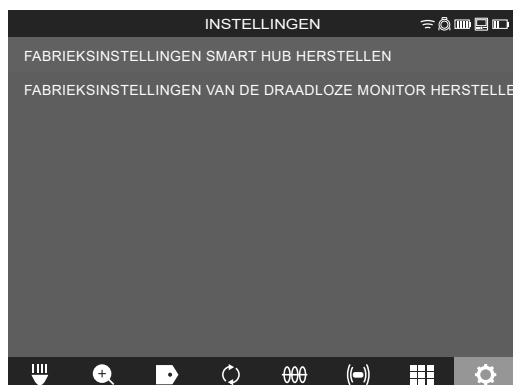 INSTELLINGEN
FABRIEKSINSTELLINGEN SMART HUB HERSTELLEN
FABRIEKSINSTELLINGEN VAN DE DRAADLOZE MONITOR HERSTELLE